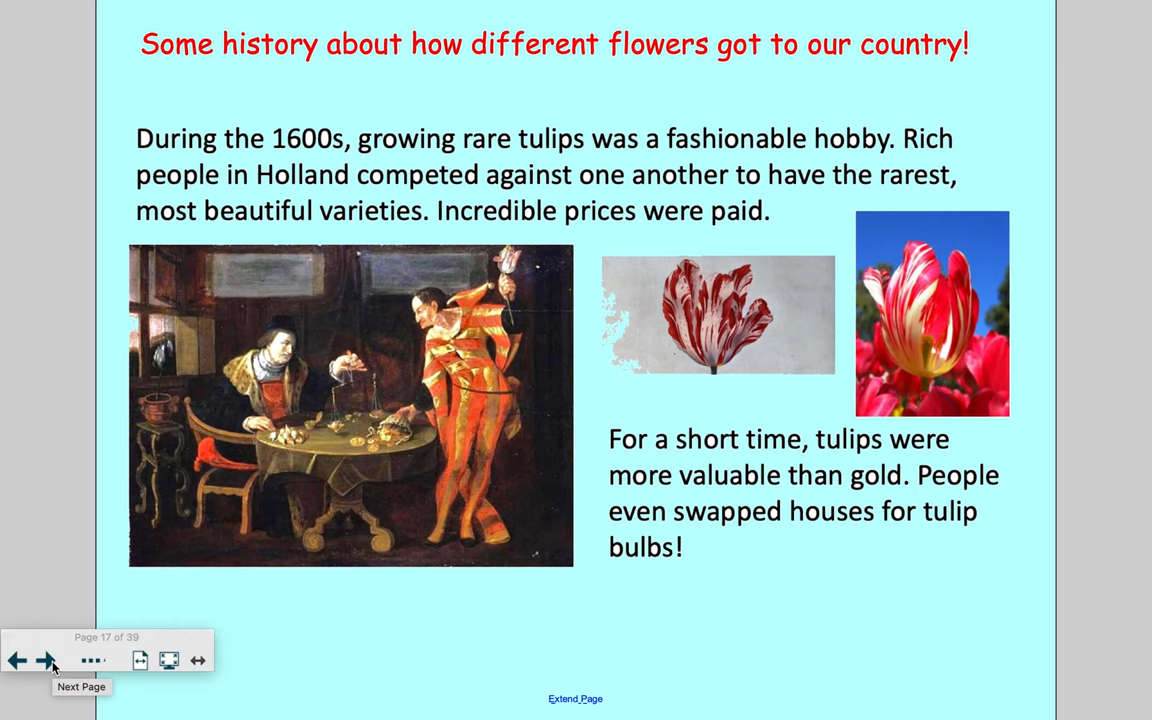 Some history about how different flowers got to our country!
During the 1600s, growing rare tulips was a fashionable hobby. Rich
people in Holland competed against one another to have the rarest,
most beautiful varieties. Incredible prices were paid.
For a short time, tulips were
more valuable than gold. People
even swapped houses for tulip
bulbs!
Page 17 of 39
Next Page
Extend Page